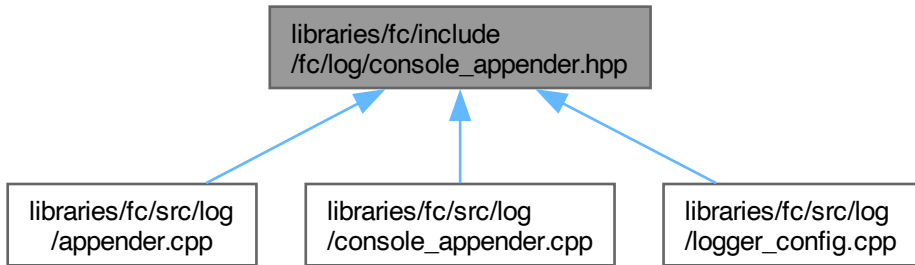 libraries/fc/include
/fc/log/console_appender.hpp
libraries/fc/src/log
/appender.cpp
libraries/fc/src/log
/console_appender.cpp
libraries/fc/src/log
/logger_config.cpp